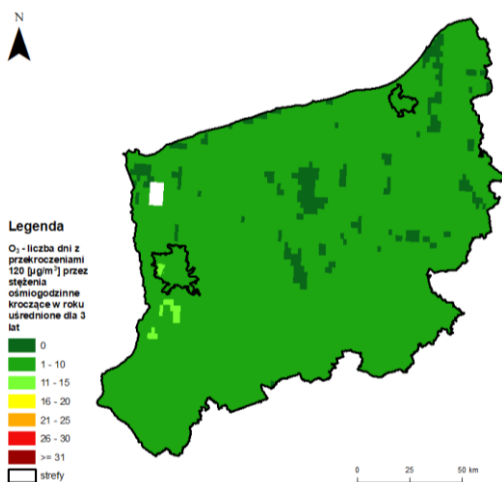 N
Legenda
O₃ - liczba dni z
przekroczeniami
120 [µg/m³] przez
stężenia
ośmiogodzinne
kroczące w roku
uśrednione dla 3
lat
0
1 - 10
11 - 15
16 - 20
21 - 25
26 - 30
>= 31
strefy
0 25 50 km